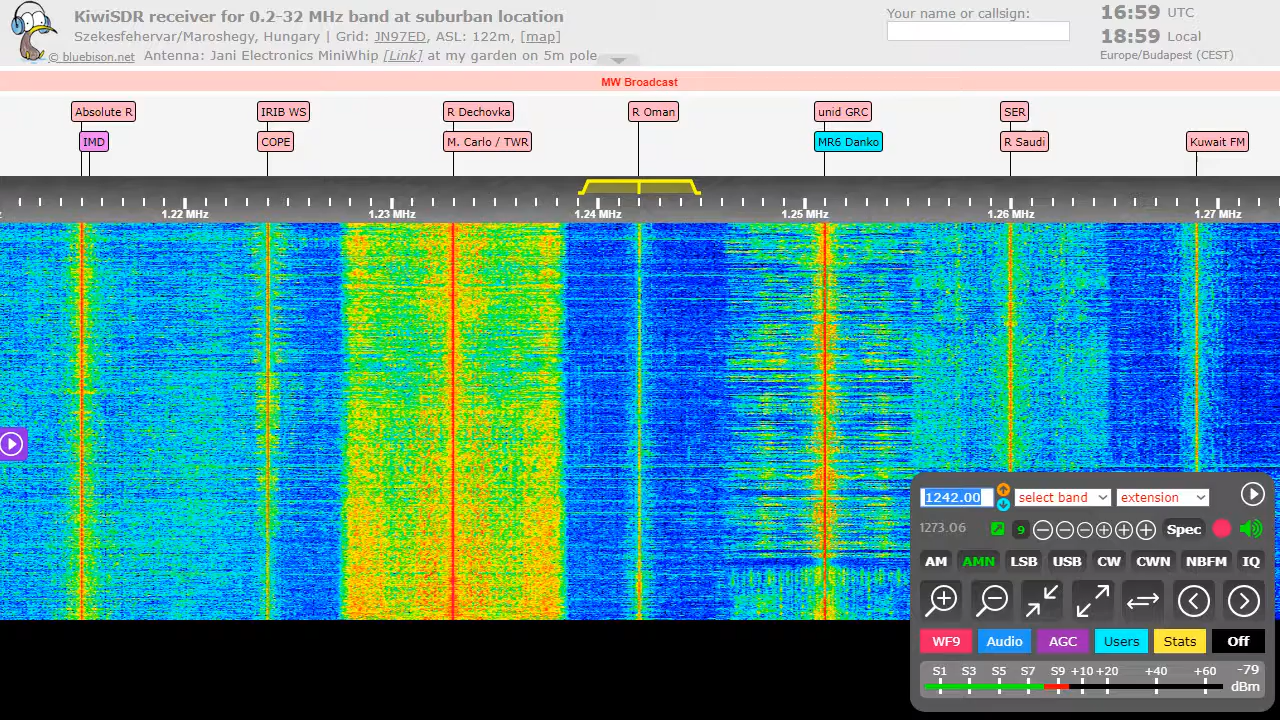 KiwiSDR receiver for 0.2-32 MHz band at suburban location
Szekesfehervar/Maroshegy, Hungary | Grid: JN97ED, ASL: 122m, [map]
© bluebison.net Antenna: Jani Electronics MiniWhip [Link] at my garden on 5m pole
Your name or callsign:
16:59 UTC
18:59 Local
Europe/Budapest (CEST)
MW Broadcast
Absolute R IRIB WS R Dechovka R Oman unid GRC SER
IMD COPE M. Carlo / TWR MR6 Danko R Saudi Kuwait FM
z 1.22 MHz 1.23 MHz 1.24 MHz 1.25 MHz 1.26 MHz 1.27 MHz
1242.00 select band extension
1273.06 9 Spec
AM AMN LSB USB CW CWN NBFM IQ
WF9 Audio AGC Users Stats Off
S1 S3 S5 S7 S9 +10 +20 +40 +60 -79
dBm